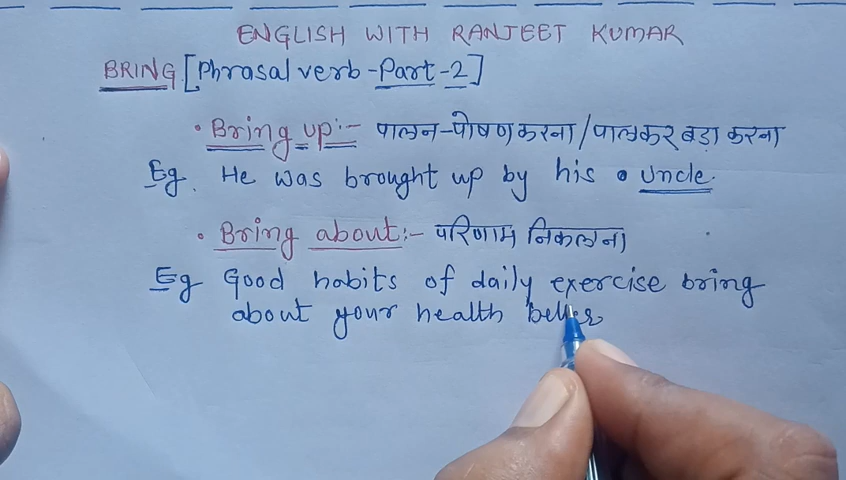 ENGLISH WITH RANJEET KUMAR
BRING [Phrasal verb-Part-2]
• Bring up:- पालन-पोषण करना/पालकर बड़ा करना
Eg. He was brought up by his uncle.
• Bring about:- परिणाम निकलना
Eg Good habits of daily exercise bring
about your health better